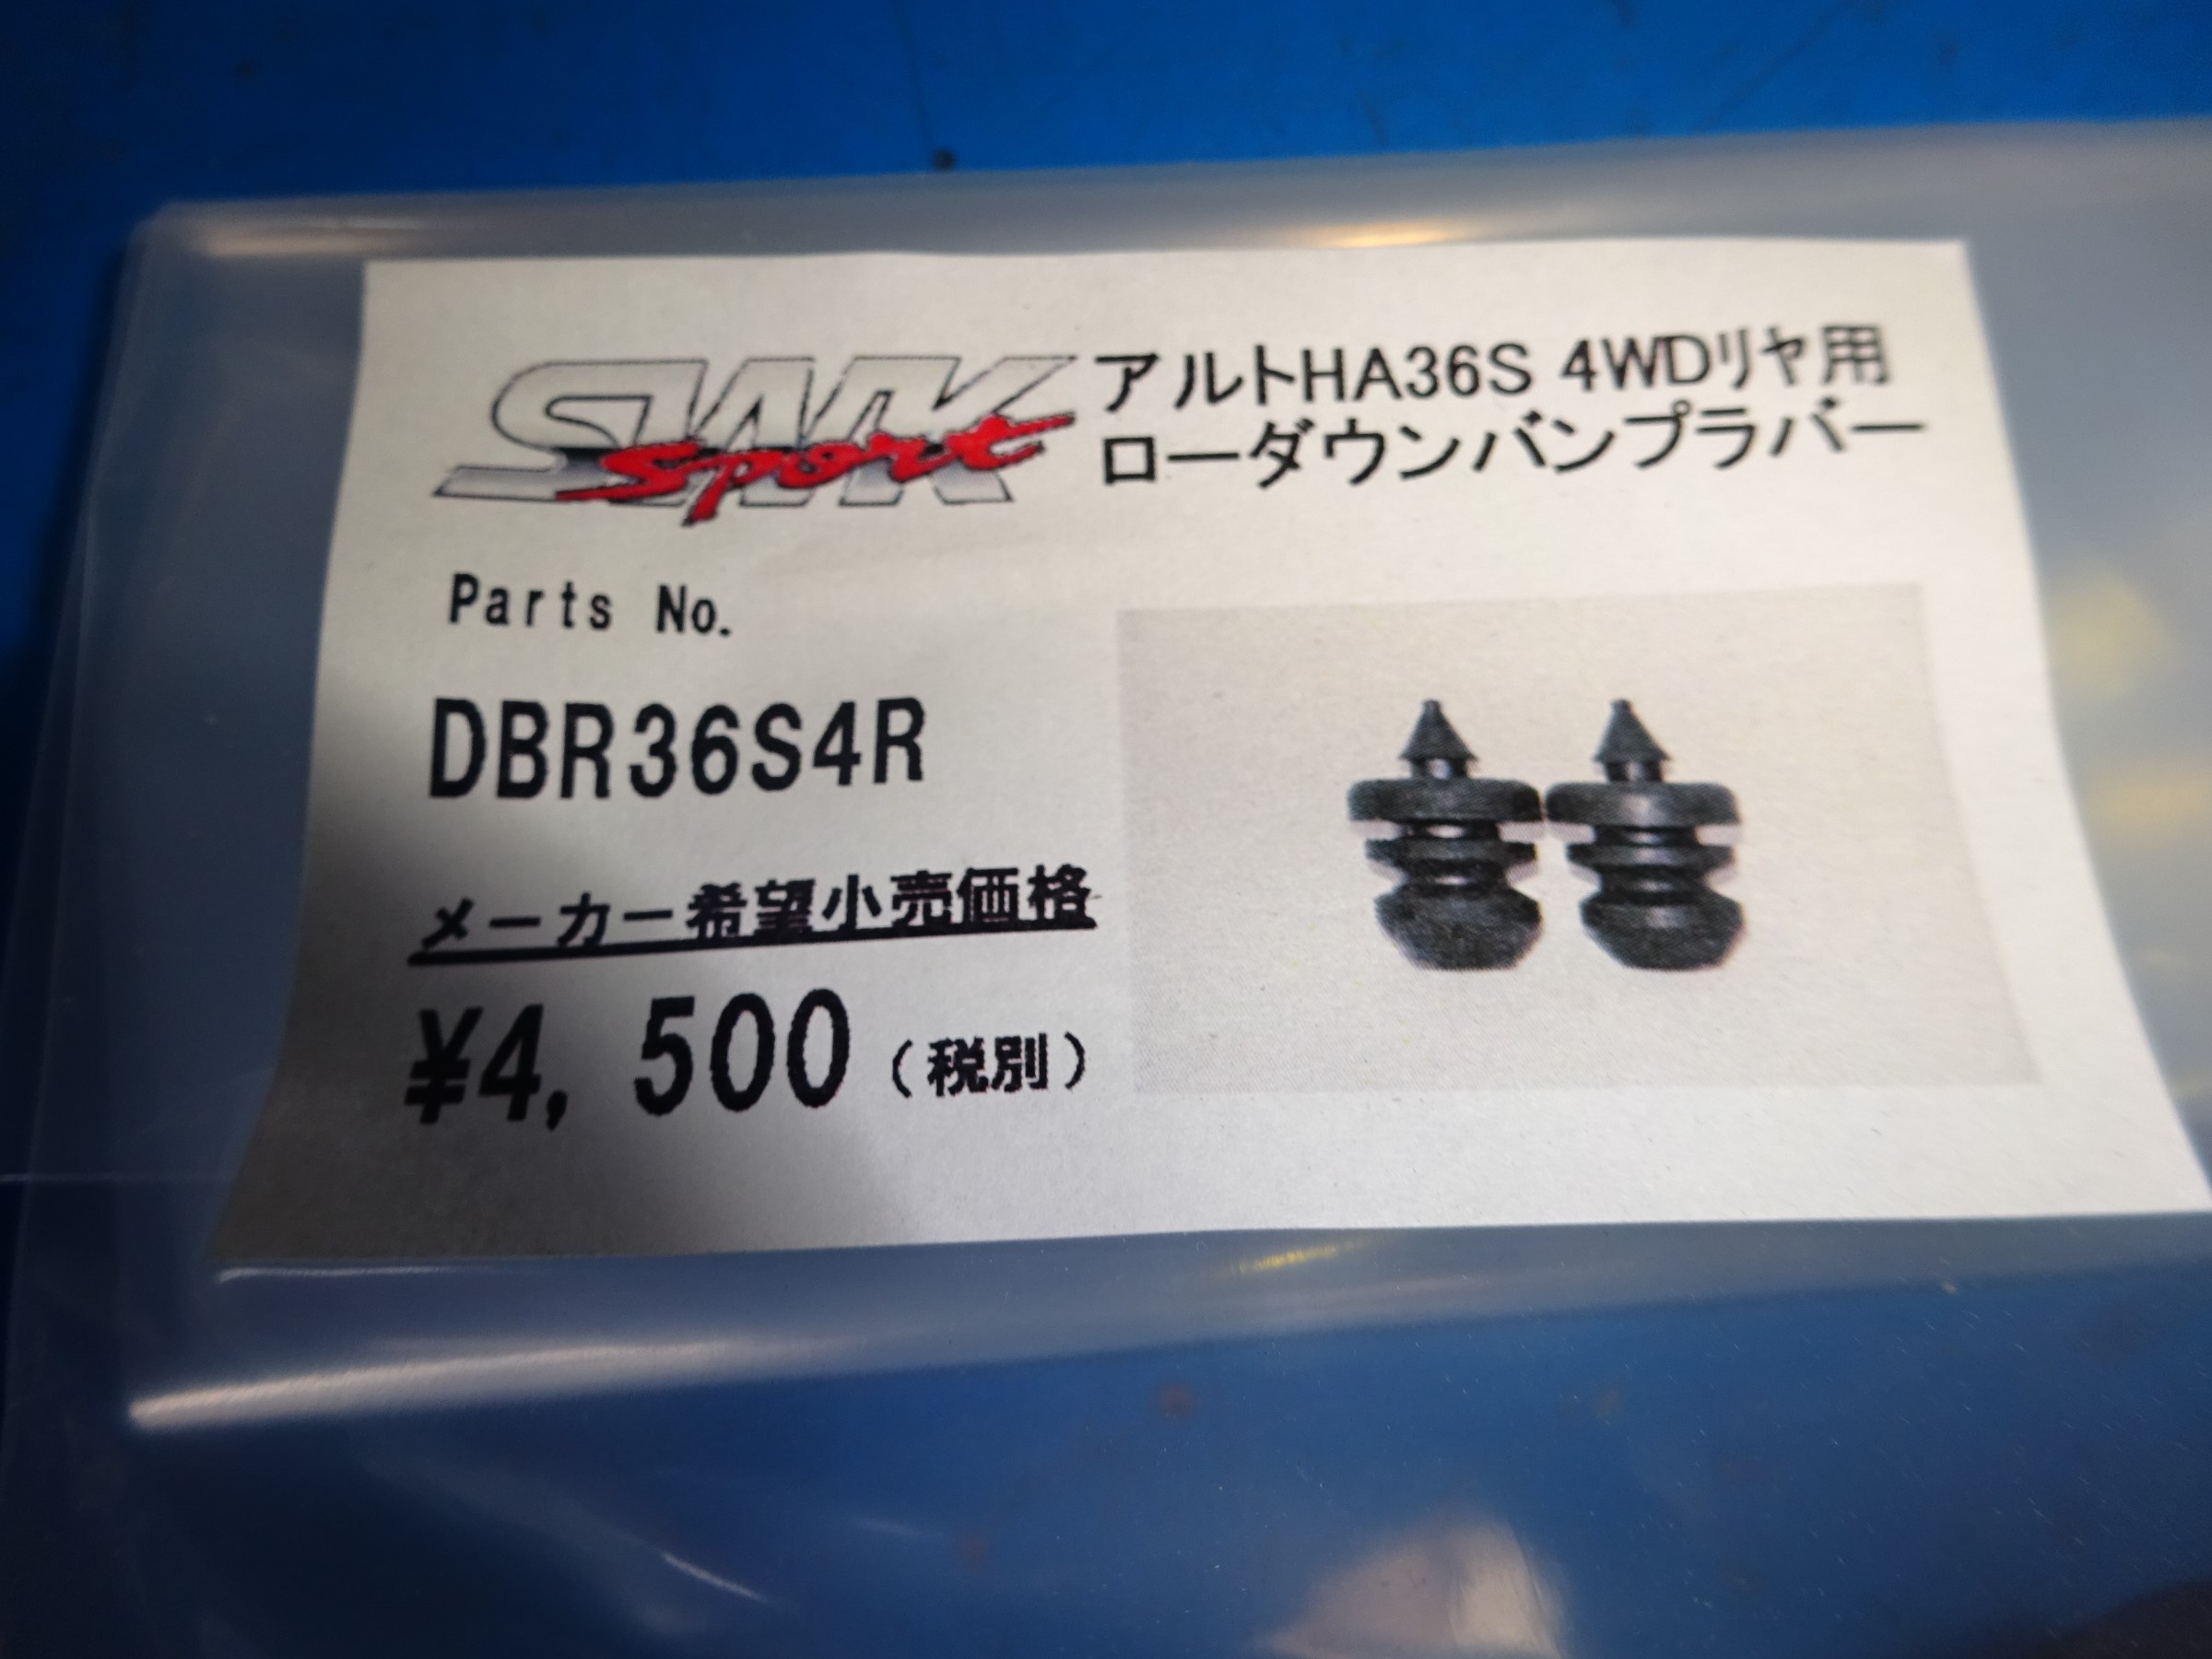 SWK
Sport
アルトHA36S 4WDリヤ用
ローダウンバンプラバー
Parts No.
DBR36S4R
メーカー希望小売価格
¥4, 500（税別）